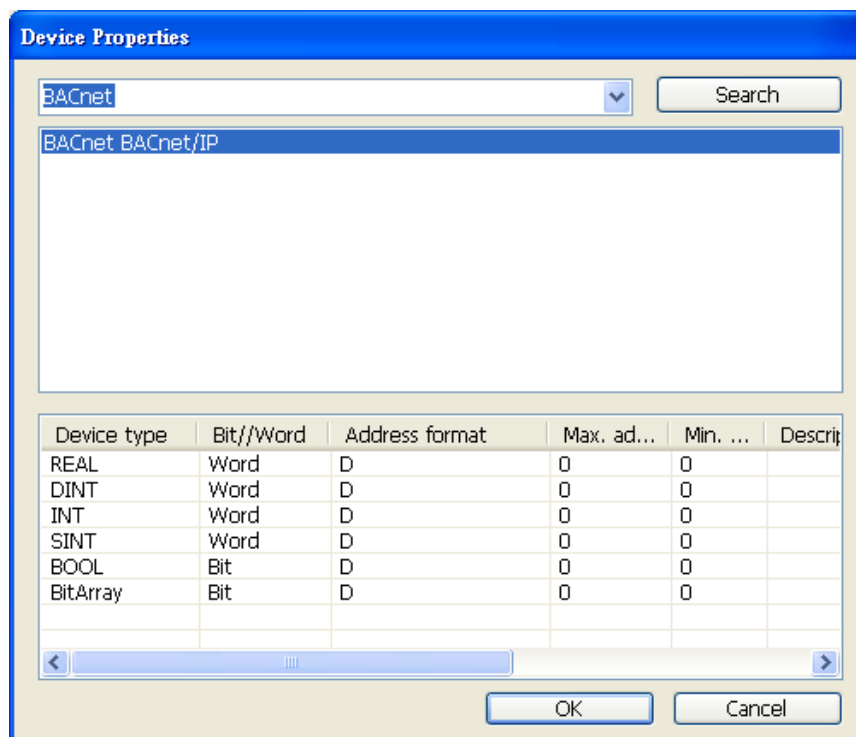 Device Properties
BACnet Search
BACnet BACnet/IP
Device type Bit//Word Address format Max. ad... Min. ... Descrip
REAL Word D 0 0
DINT Word D 0 0
INT Word D 0 0
SINT Word D 0 0
BOOL Bit D 0 0
BitArray Bit D 0 0
OK Cancel